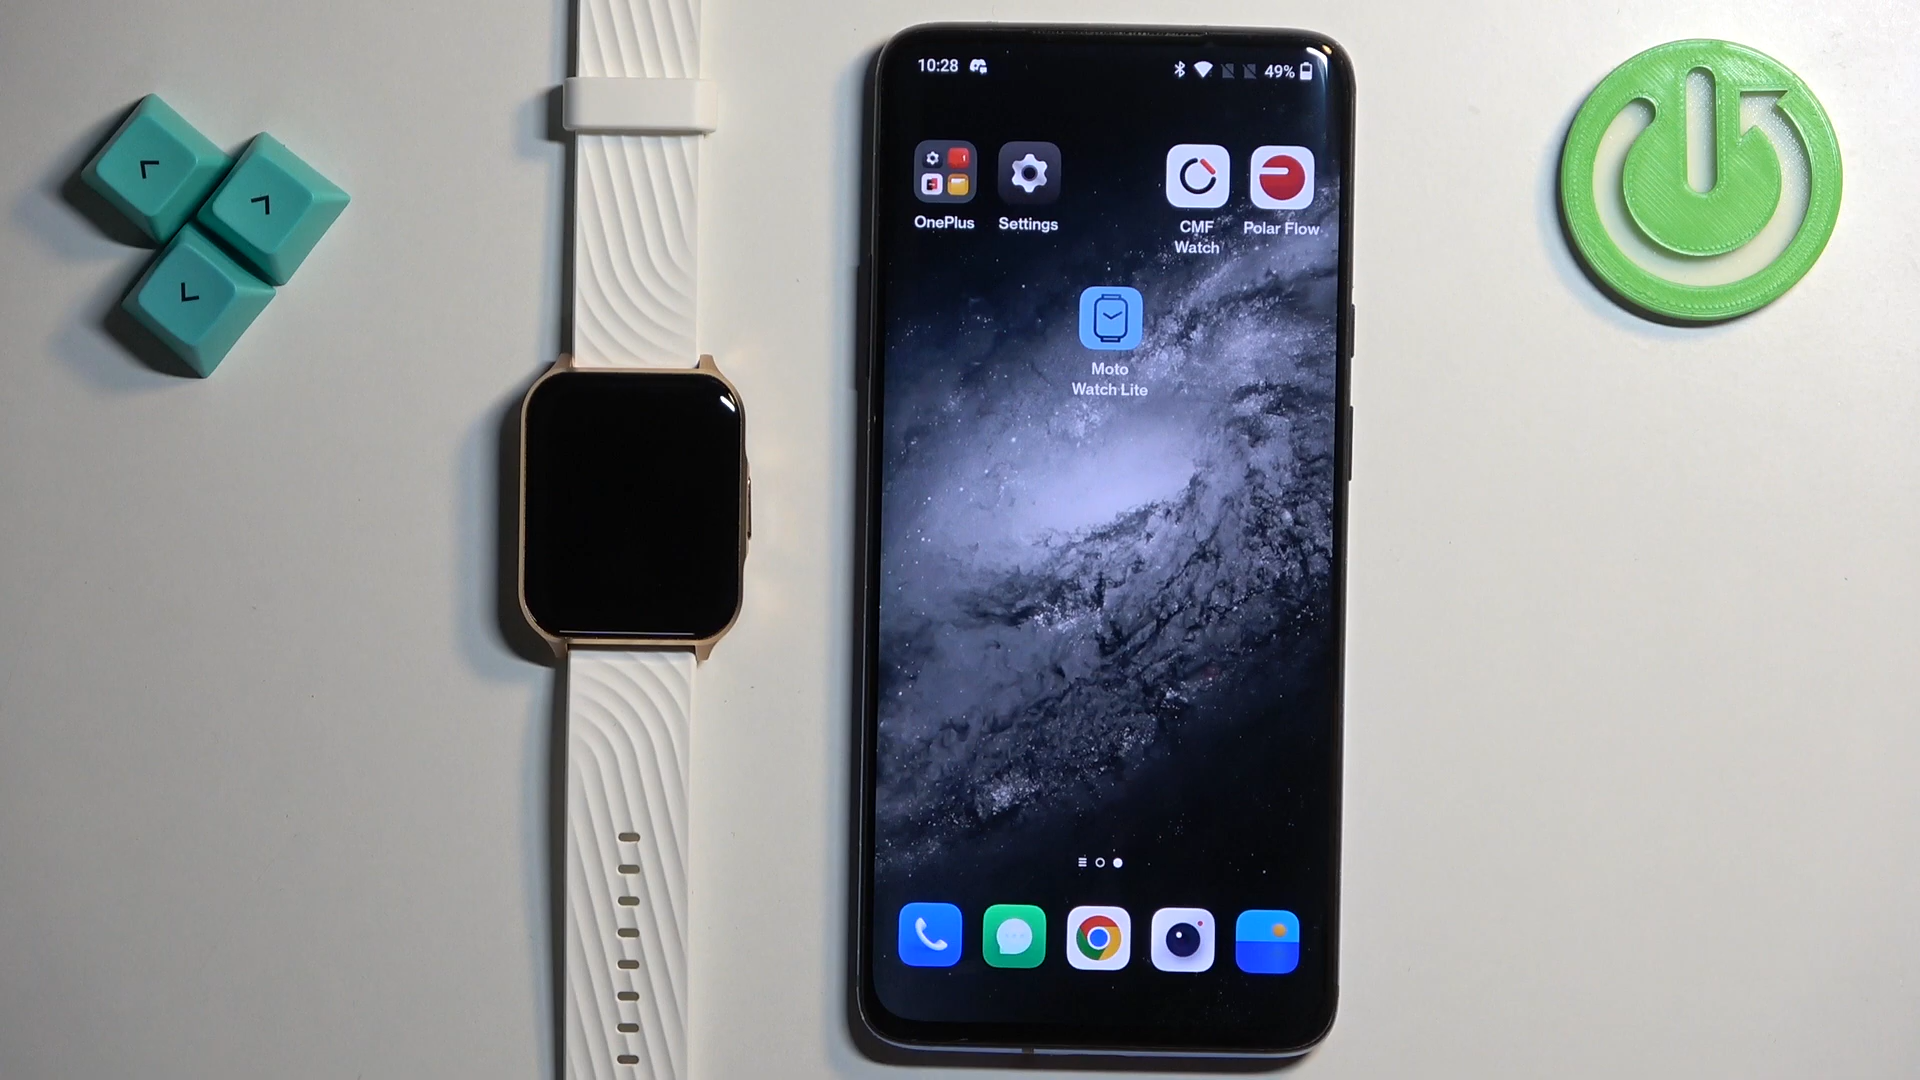 10:28
49%
OnePlus
Settings
CMF
Watch
Polar Flow
Moto
Watch Lite